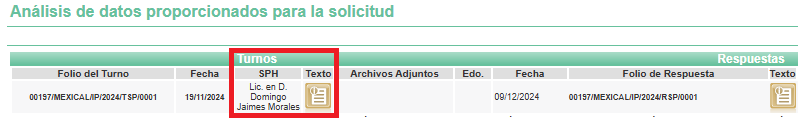 Análisis de datos proporcionados para la solicitud
Turnos Respuestas
Folio del Turno Fecha SPH Texto Archivos Adjuntos Edo. Fecha Folio de Respuesta Texto
00197/MEXICAL/IP/2024/TSP/0001 19/11/2024 Lic. en D. Domingo Jaimes Morales 09/12/2024 00197/MEXICAL/IP/2024/RSP/0001